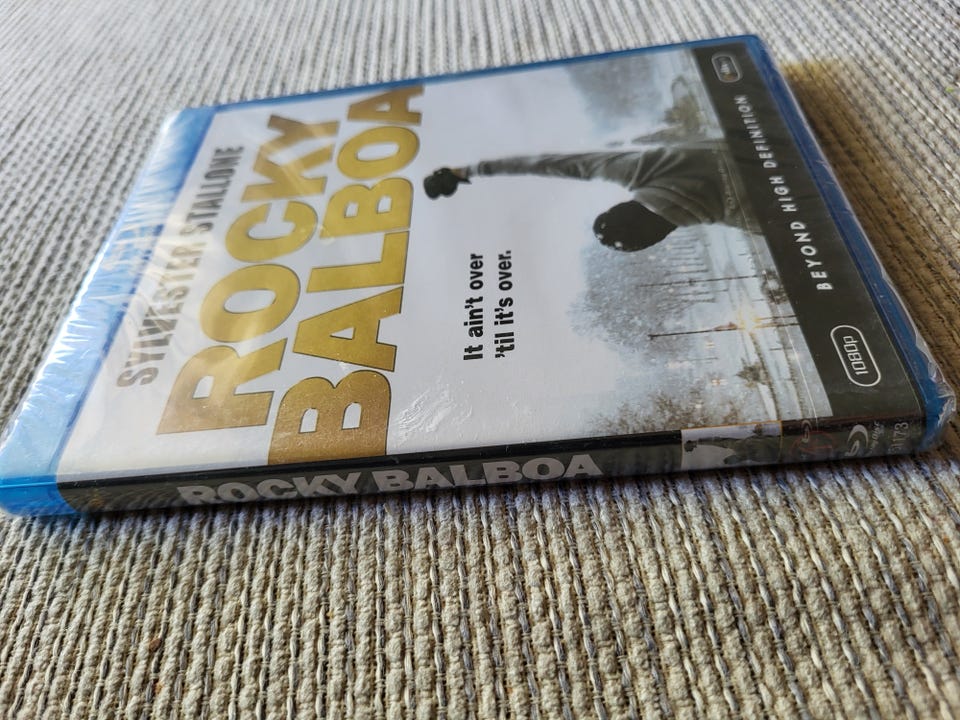 SYLVESTER STALLONE
ROCKY
BALBOA
It ain't over
'til it's over.
BEYOND HIGH DEFINITION
1080p
ROCKY BALBOA